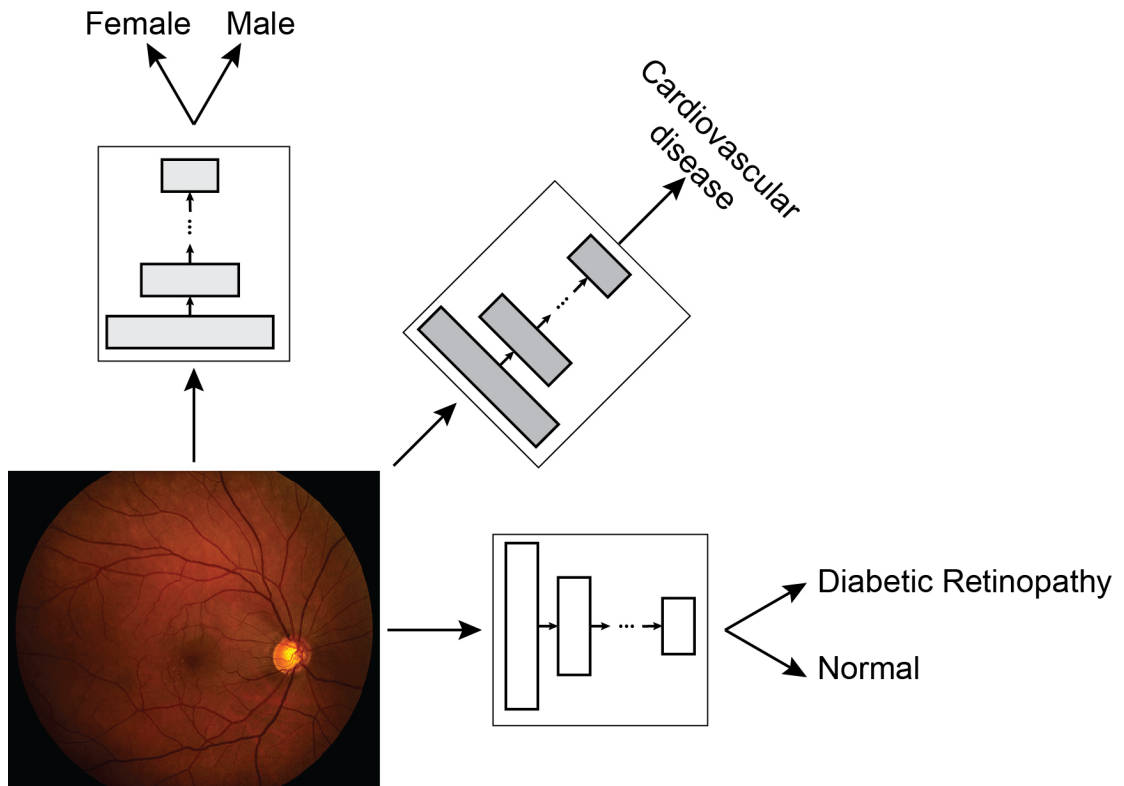 Female Male
Cardiovascular
disease
Diabetic Retinopathy
Normal